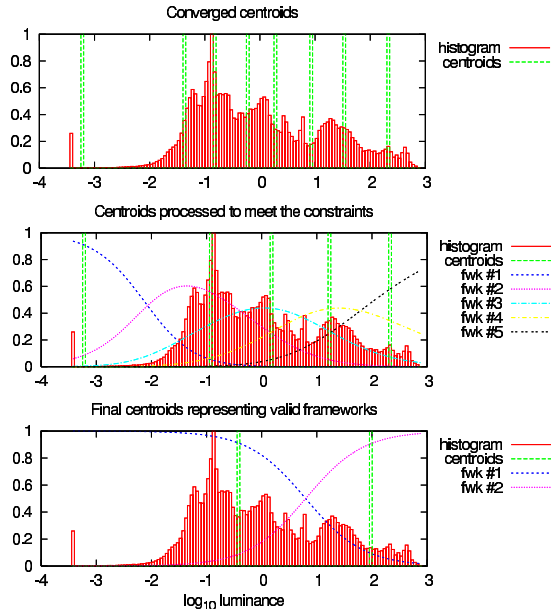 Converged centroids
1
0.8
0.6
0.4
0.2
0
-4 -3 -2 -1 0 1 2 3
histogram
centroids
Centroids processed to meet the constraints
1
0.8
0.6
0.4
0.2
0
-4 -3 -2 -1 0 1 2 3
histogram
centroids
fwk #1
fwk #2
fwk #3
fwk #4
fwk #5
Final centroids representing valid frameworks
1
0.8
0.6
0.4
0.2
0
-4 -3 -2 -1 0 1 2 3
histogram
centroids
fwk #1
fwk #2
log10 luminance